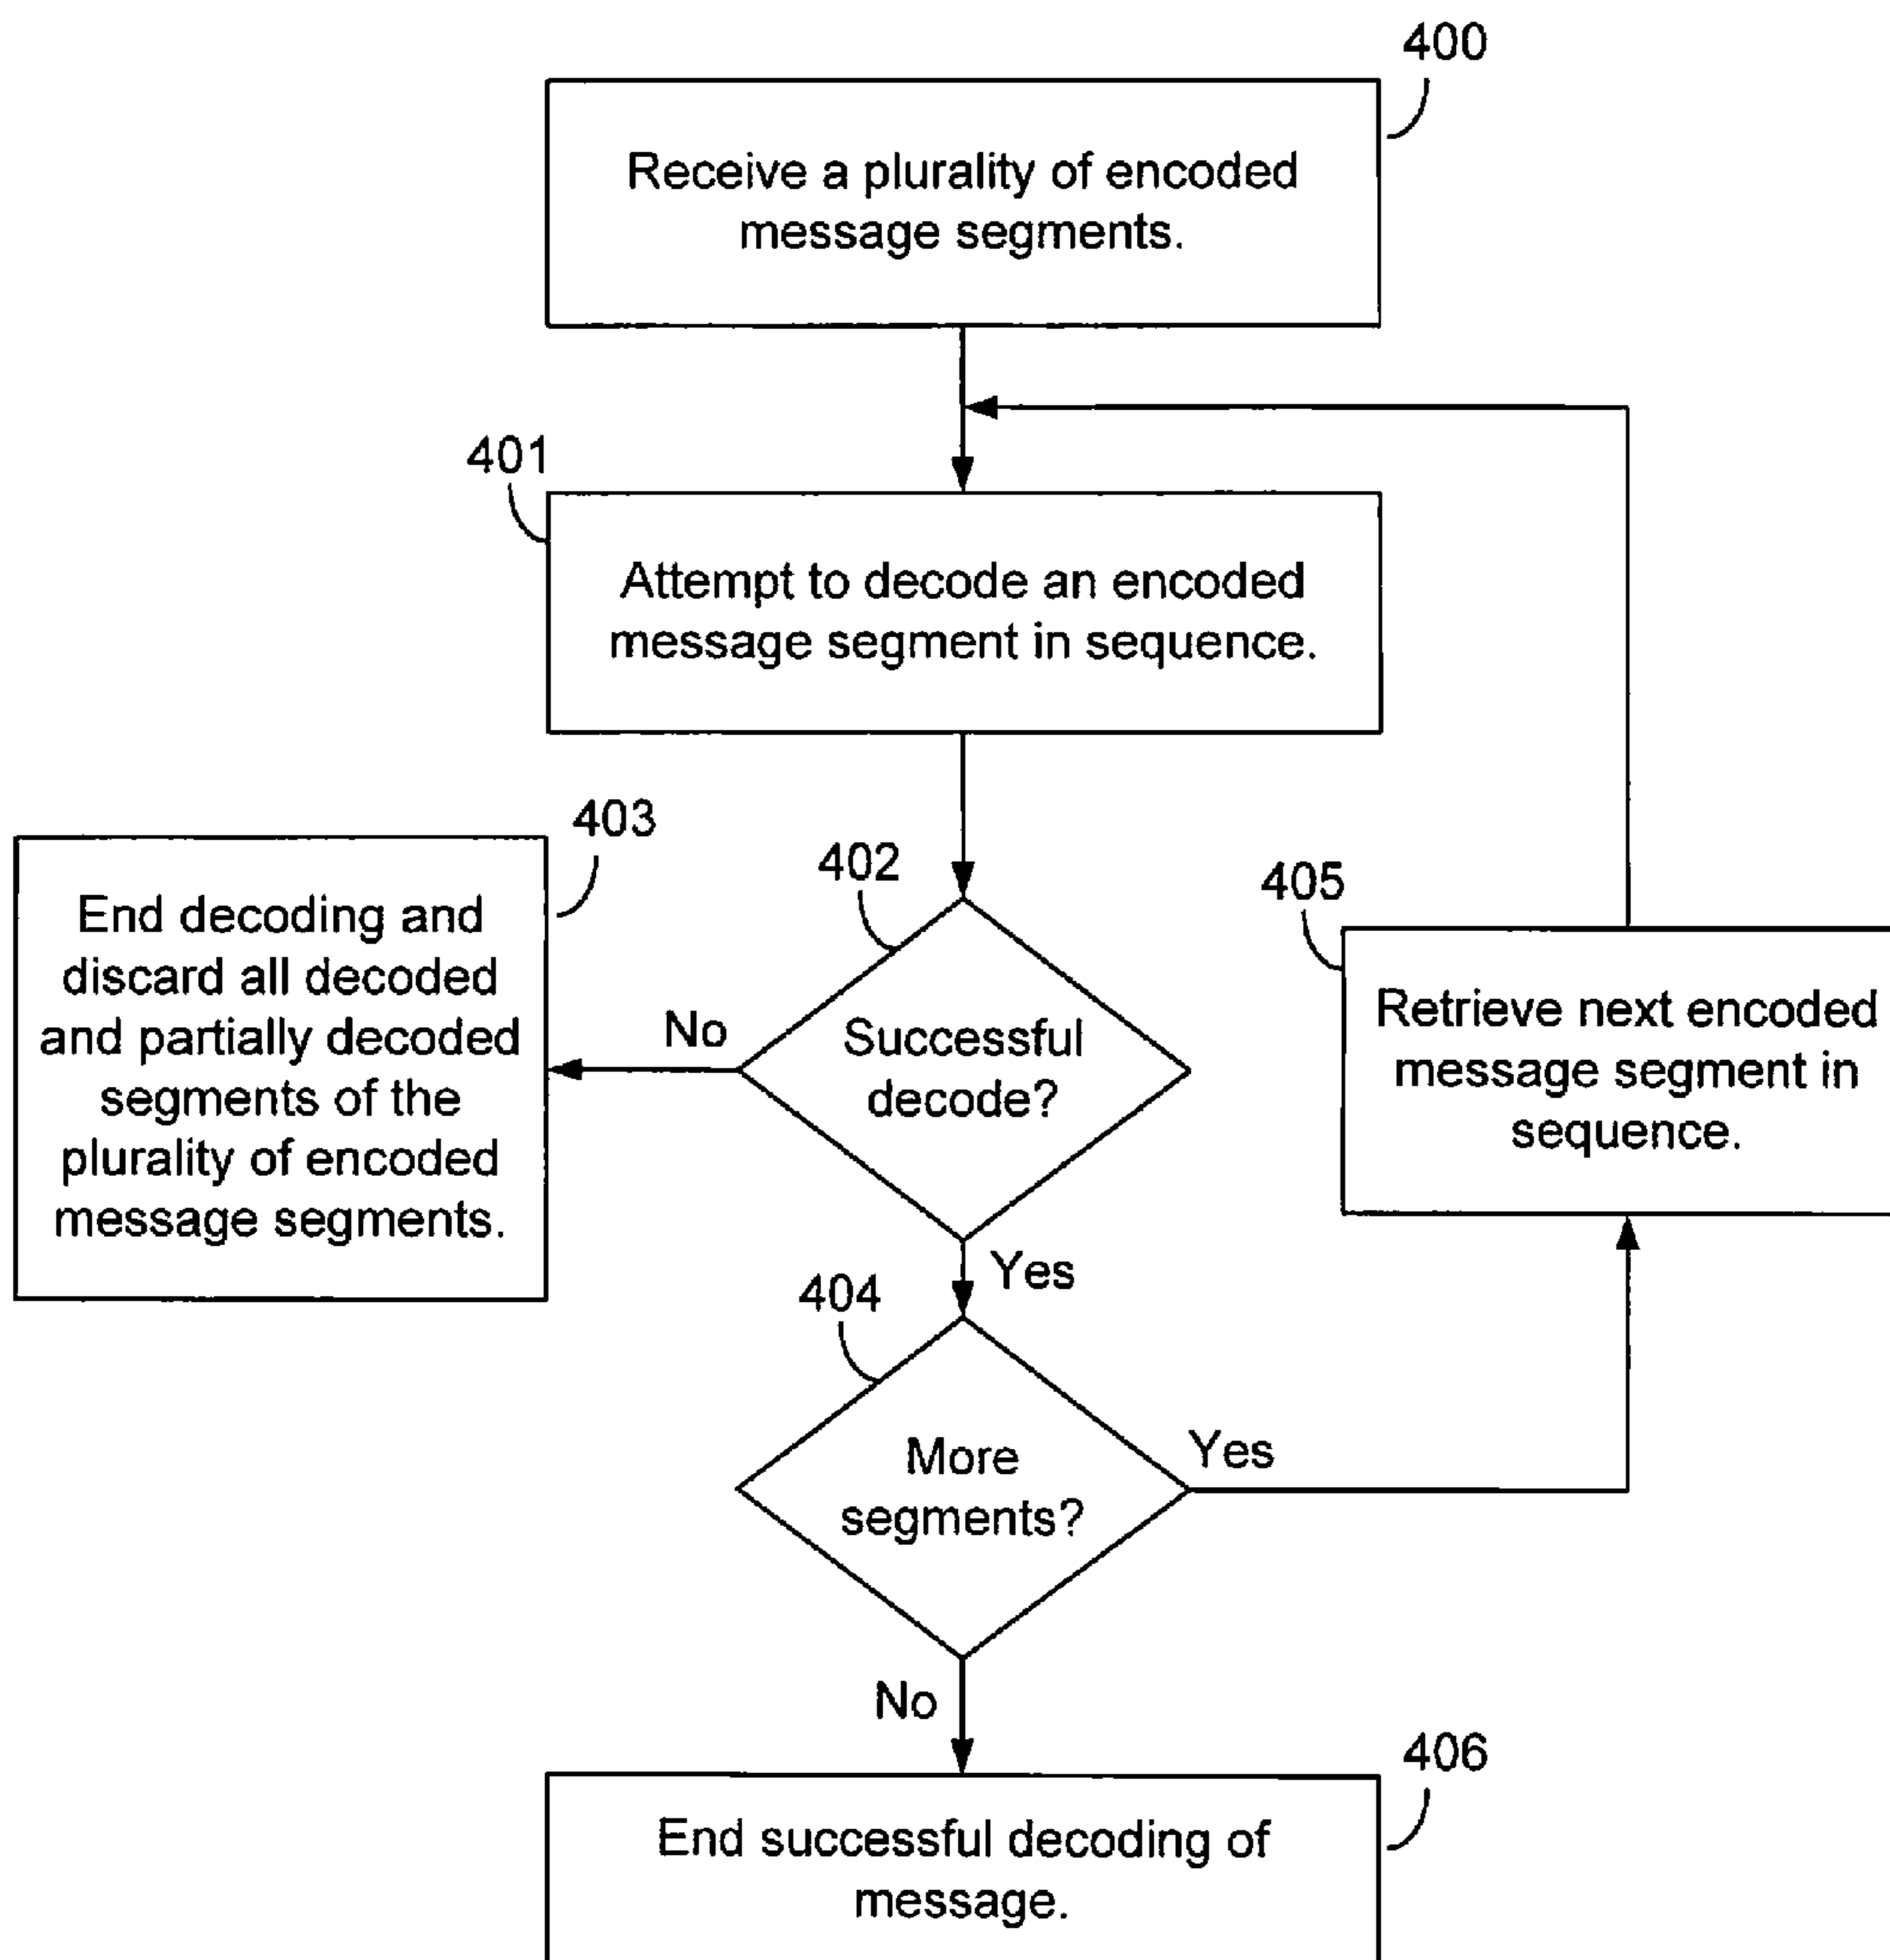 400
Receive a plurality of encoded
message segments.
401
Attempt to decode an encoded
message segment in sequence.
403
End decoding and
discard all decoded
and partially decoded
segments of the
plurality of encoded
message segments.
402
No
Successful
decode?
Yes
405
Retrieve next encoded
message segment in
sequence.
404
More
segments?
Yes
No
406
End successful decoding of
message.